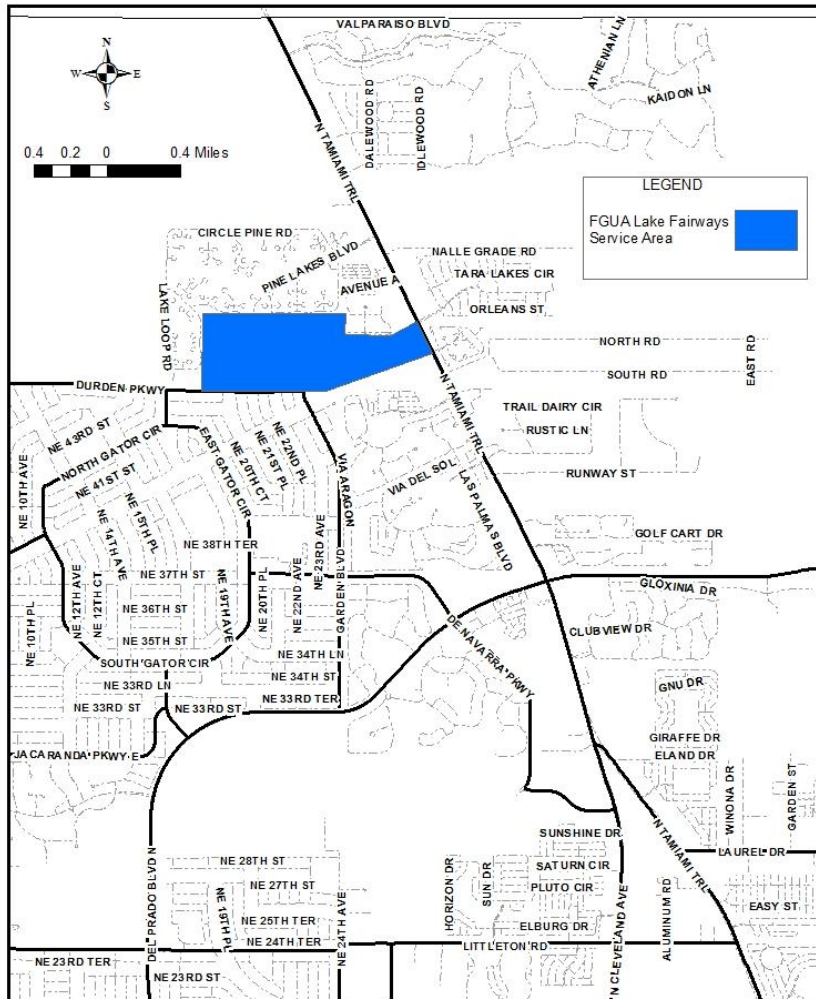 VALPARAISO BLVD
ATHENIAN LN
KAIDON LN
N
W
E
S
DALEWOOD RD
IDLEWOOD RD
N TAMIAMI TRL
0.4
0.2
0
0.4 Miles
LEGEND
FGUA Lake Fairways
Service Area
CIRCLE PINE RD
PINE LAKES BLVD
NALLE GRADE RD
TARA LAKES CIR
AVENUE A
ORLEANS ST
LAKE LOOP RD
NORTH RD
EAST RD
SOUTH RD
DURDEN PKWY
N TAMIAMI TRL
TRAIL DAIRY CIR
RUSTIC LN
NE 43RD ST
NORTH GATOR CIR
NE 41ST ST
EAST GATOR CIR
NE 20TH CT
NE 21ST PL
NE 22ND PL
NE 10TH AVE
VIA ARAGON
VIA DEL SOL
LAS PALMAS BLVD
RUNWAY ST
NE 15TH PL
NE 14TH AVE
NE 38TH TER
NE 23RD AVE
GOLF CART DR
NE 37TH ST
NE 12TH AVE
NE 12TH CT
NE 19TH AVE
NE 20TH PL
NE 22ND AVE
GARDEN BLVD
GLOXINIA DR
NE 10TH PL
NE 36TH ST
NE 35TH ST
DE NAVARRA PKWY
CLUBVIEW DR
SOUTH GATOR CIR
NE 34TH LN
NE 34TH ST
NE 33RD LN
NE 33RD TER
NE 33RD ST
NE 33RD ST
GNU DR
GIRAFFE DR
ELAND DR
JACARANDA PKWY E
WINONA DR
GARDEN ST
N TAMIAMI TRL
SUNSHINE DR
LAUREL DR
DEL PRADO BLVD N
NE 28TH ST
NE 27TH ST
NE 19TH PL
NE 25TH TER
NE 24TH TER
NE 24TH AVE
HORIZON DR
SUN DR
SATURN CIR
PLUTO CIR
ELBURG DR
N CLEVELAND AVE
ALUMINUM RD
EASY ST
LITTLETON RD
NE 23RD TER
NE 23RD ST